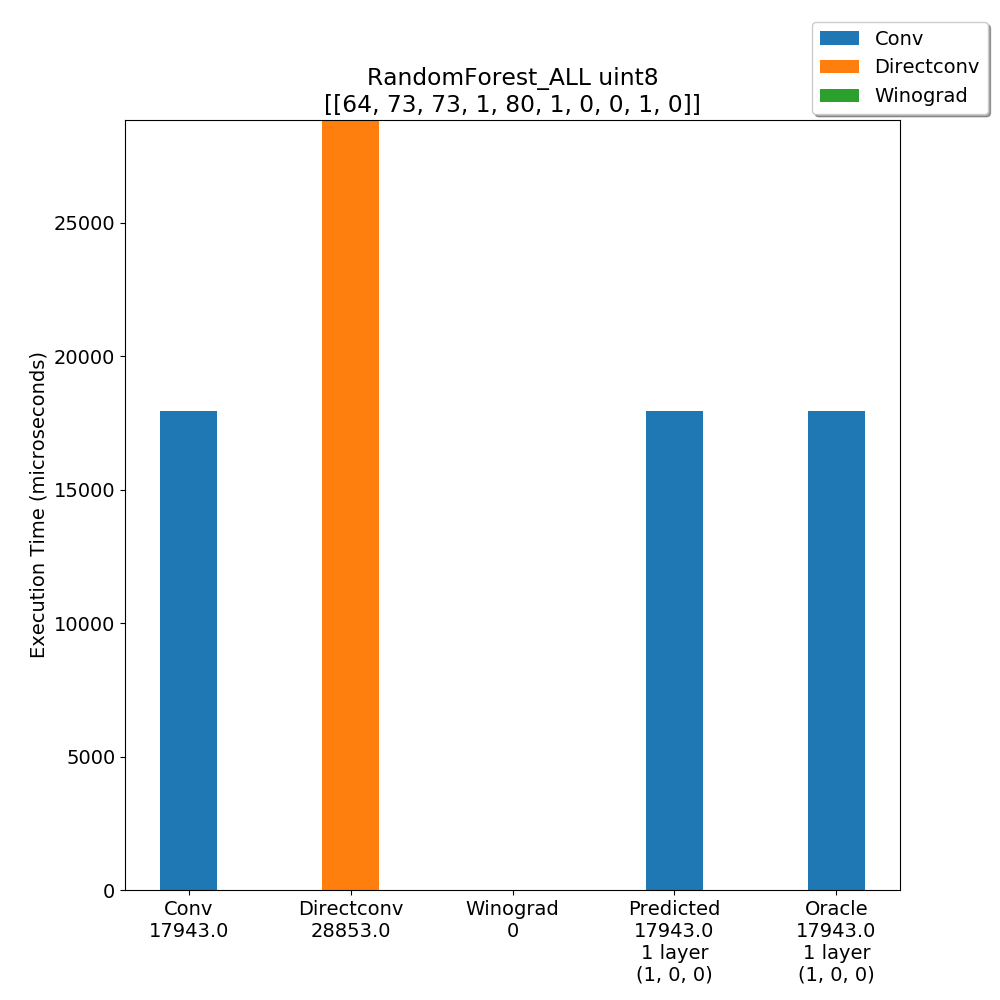 Conv
Directconv
Winograd
RandomForest_ALL uint8
[[64, 73, 73, 1, 80, 1, 0, 0, 1, 0]]
Execution Time (microseconds)
25000
20000
15000
10000
5000
0
Conv
17943.0
Directconv
28853.0
Winograd
0
Predicted
17943.0
1 layer
(1, 0, 0)
Oracle
17943.0
1 layer
(1, 0, 0)